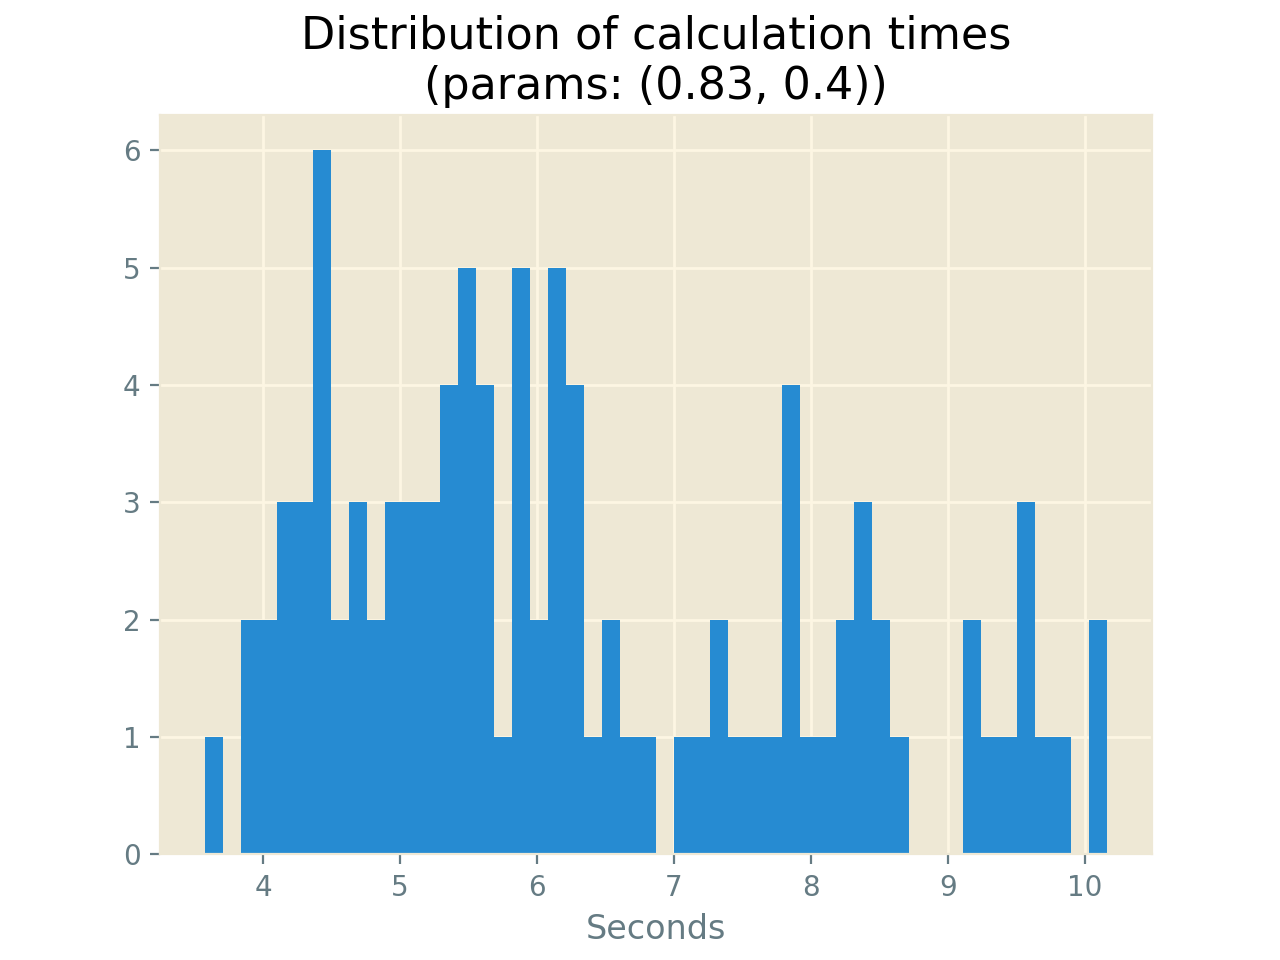 Distribution of calculation times
(params: (0.83, 0.4))
6
5
4
3
2
1
0
4 5 6 7 8 9 10
Seconds